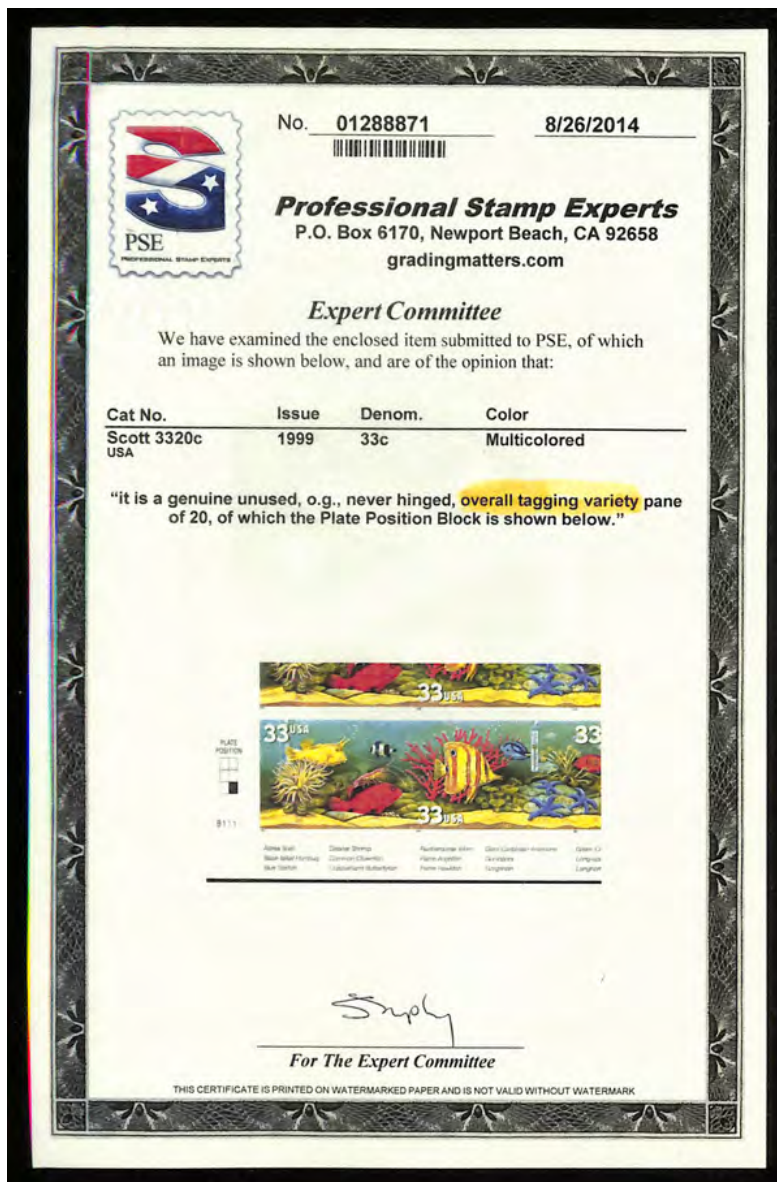 No. 01288871 8/26/2014
PSE
PROFESSIONAL STAMP EXPERTS
Professional Stamp Experts
P.O. Box 6170, Newport Beach, CA 92658
gradingmatters.com
Expert Committee
We have examined the enclosed item submitted to PSE, of which
an image is shown below, and are of the opinion that:
Cat No. Issue Denom. Color
Scott 3320c 1999 33c Multicolored
USA
“it is a genuine unused, o.g., never hinged, overall tagging variety pane
of 20, of which the Plate Position Block is shown below.”
33USA
33USA 33
PLATE
POSITION
33USA
Cleaner Shrimp
For The Expert Committee
THIS CERTIFICATE IS PRINTED ON WATERMARKED PAPER AND IS NOT VALID WITHOUT WATERMARK